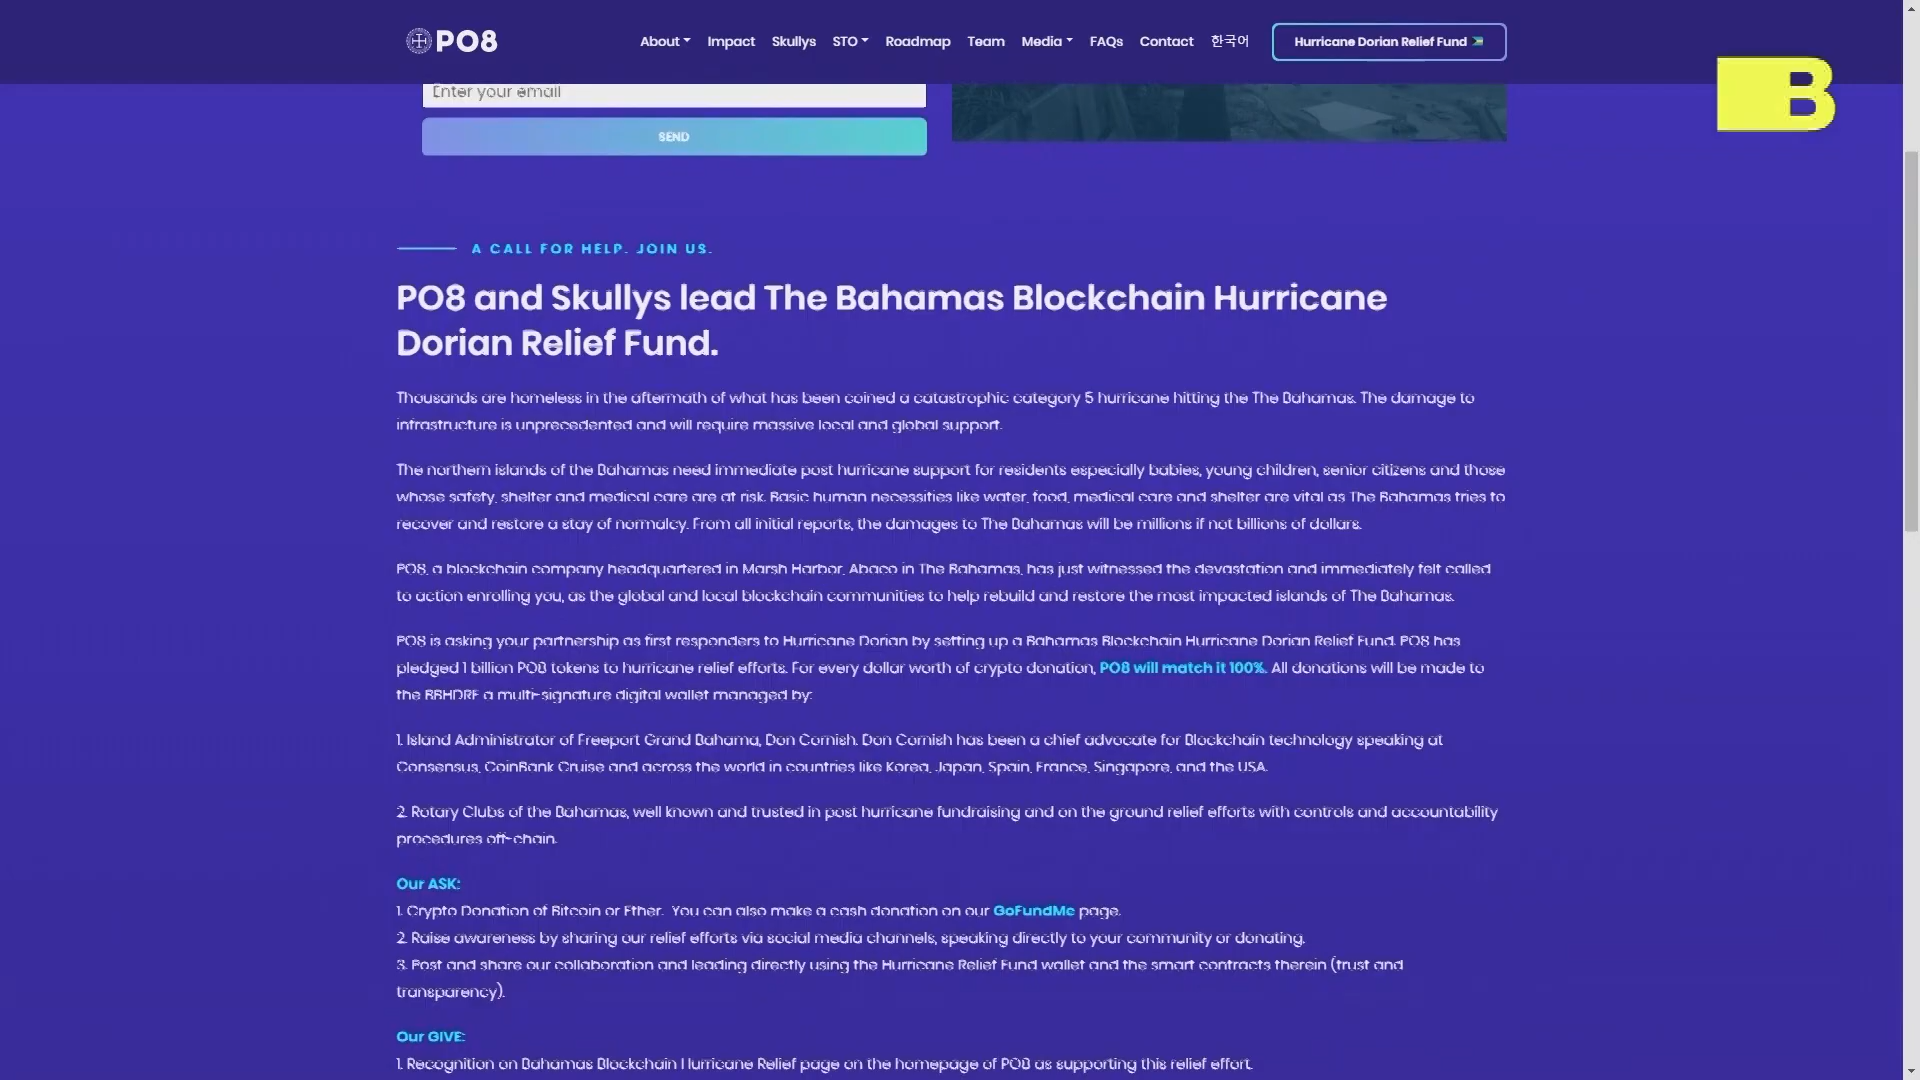 PO8
About Impact Skullys STO Roadmap Team Media FAQs Contact 한국어 Hurricane Dorian Relief Fund
B
Enter your email
SEND
A CALL FOR HELP. JOIN US.
PO8 and Skullys lead The Bahamas Blockchain Hurricane
Dorian Relief Fund.
Thousands are homeless in the aftermath of what has been coined a catastrophic category 5 hurricane hitting the The Bahamas. The damage to
infrastructure is unprecedented and will require massive local and global support.
The northern islands of the Bahamas need immediate post hurricane support for residents especially babies, young children, senior citizens and those
whose safety, shelter and medical care are at risk. Basic human necessities like water, food, medical care and shelter are vital as The Bahamas tries to
recover and restore a stay of normalcy. From all initial reports, the damages to The Bahamas will be millions if not billions of dollars.
PO8, a blockchain company headquartered in Marsh Harbor, Abaco in The Bahamas, has just witnessed the devastation and immediately felt called
to action enrolling you, as the global and local blockchain communities to help rebuild and restore the most impacted islands of The Bahamas.
PO8 is asking your partnership as first responders to Hurricane Dorian by setting up a Bahamas Blockchain Hurricane Dorian Relief Fund. PO8 has
pledged 1 billion PO8 tokens to hurricane relief efforts. For every dollar worth of crypto donation, PO8 will match it 100%. All donations will be made to
the BBHDRF a multi-signature digital wallet managed by:
1. Island Administrator of Freeport Grand Bahama, Don Cornish. Don Cornish has been a chief advocate for Blockchain technology speaking at
Consensus, CoinBank Cruise and across the world in countries like Korea, Japan, Spain, France, Singapore, and the USA.
2. Rotary Clubs of the Bahamas, well known and trusted in post hurricane fundraising and on the ground relief efforts with controls and accountability
procedures off-chain.
Our ASK:
1. Crypto Donation of Bitcoin or Ether. You can also make a cash donation on our GoFundMe page.
2. Raise awareness by sharing our relief efforts via social media channels, speaking directly to your community or donating.
3. Post and share our collaboration and leading directly using the Hurricane Relief Fund wallet and the smart contracts therein (trust and
transparency).
Our GIVE:
1. Recognition on Bahamas Blockchain Hurricane Relief page on the homepage of PO8 as supporting this relief effort.